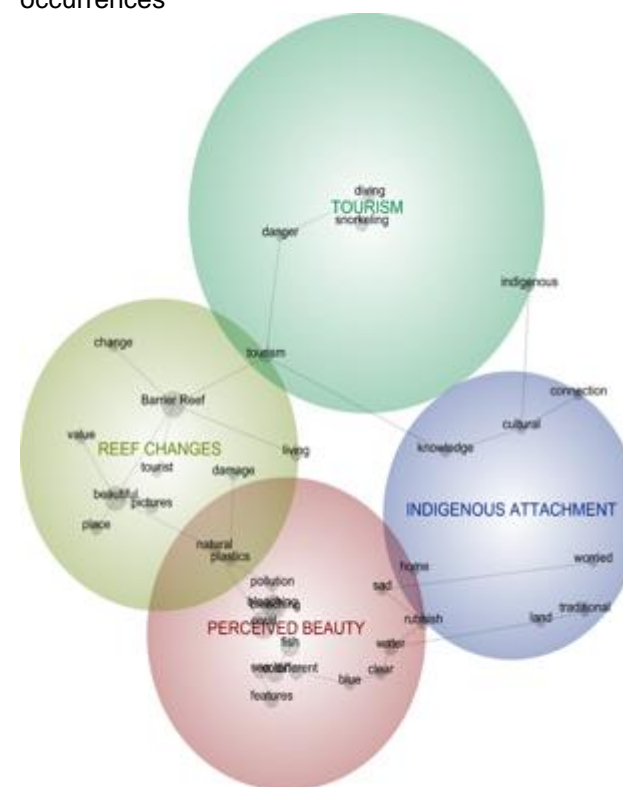 occurrences
diving
TOURISM
snorkeling
danger
indigenous
change
tourism
connection
Barrier Reef
cultural
value
knowledge
REEF CHANGES
living
tourist
damage
beautiful
pictures
INDIGENOUS ATTACHMENT
place
natural
plastics
home
worried
pollution
sad
bleaching
traditional
rubbish
land
PERCEIVED BEAUTY
fish
water
different
clear
blue
features